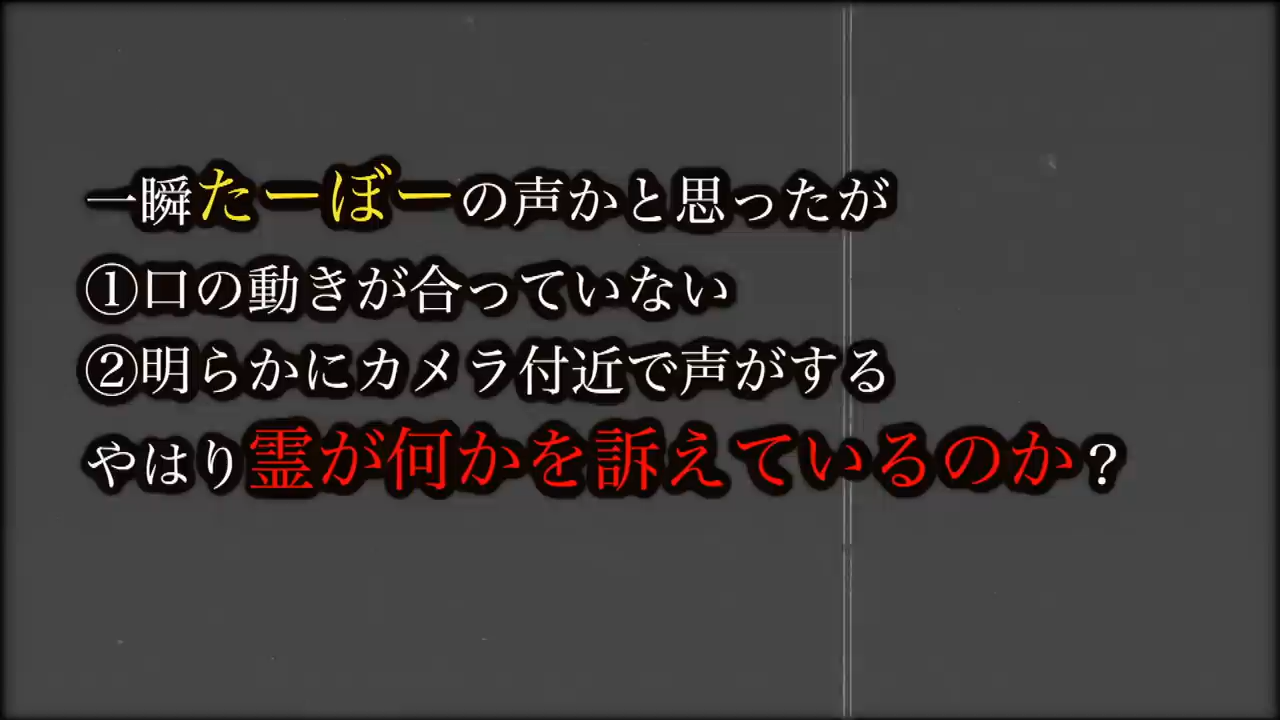 一瞬たーぼーの声かと思ったが
①口の動きが合っていない
②明らかにカメラ付近で声がする
やはり霊が何かを訴えているのか？